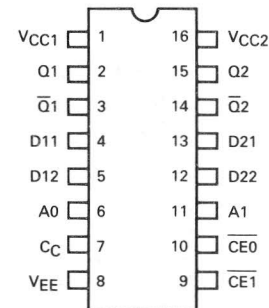 VCC1 1 16 VCC2
Q1 2 15 Q2
Q̅1 3 14 Q̅2
D11 4 13 D21
D12 5 12 D22
A0 6 11 A1
CC 7 10 C̅E̅0̅
VEE 8 9 C̅E̅1̅